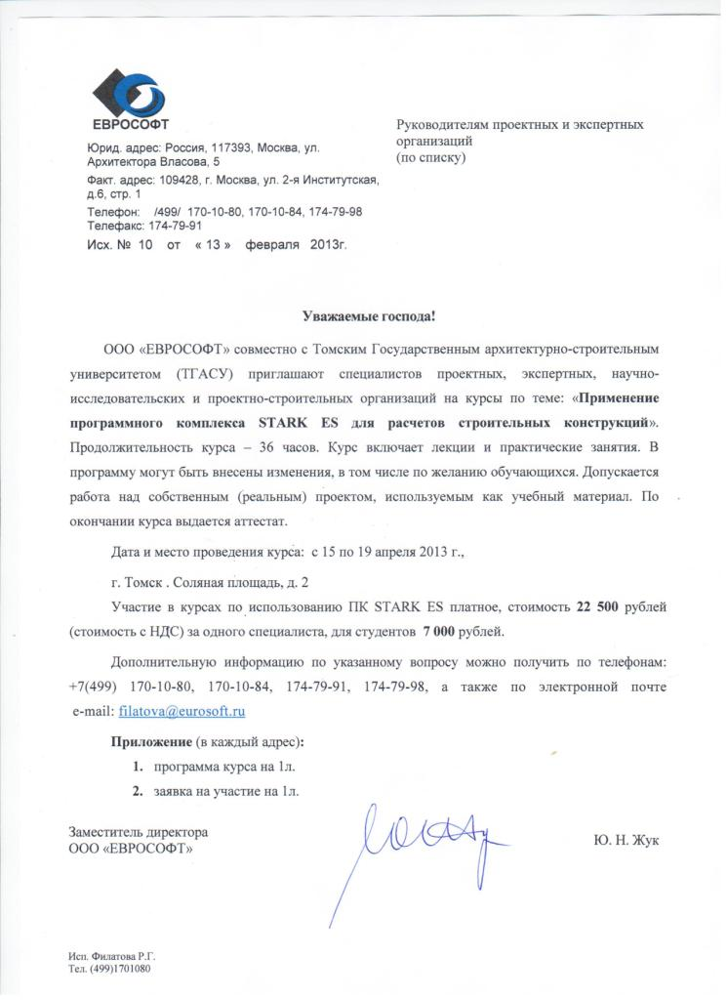 ЕВРОСОФТ
Юрид. адрес: Россия, 117393, Москва, ул.
Архитектора Власова, 5
Факт. адрес: 109428, г. Москва, ул. 2-я Институтская,
д.6, стр. 1
Телефон: /499/ 170-10-80, 170-10-84, 174-79-98
Телефакс: 174-79-91
Исх. № 10 от « 13 » февраля 2013г.
Руководителям проектных и экспертных
организаций
(по списку)
Уважаемые господа!
ООО «ЕВРОСОФТ» совместно с Томским Государственным архитектурно-строительным
университетом (ТГАСУ) приглашают специалистов проектных, экспертных, научно-
исследовательских и проектно-строительных организаций на курсы по теме: «Применение
программного комплекса STARK ES для расчетов строительных конструкций».
Продолжительность курса – 36 часов. Курс включает лекции и практические занятия. В
программу могут быть внесены изменения, в том числе по желанию обучающихся. Допускается
работа над собственным (реальным) проектом, используемым как учебный материал. По
окончании курса выдается аттестат.
Дата и место проведения курса: с 15 по 19 апреля 2013 г.,
г. Томск . Соляная площадь, д. 2
Участие в курсах по использованию ПК STARK ES платное, стоимость 22 500 рублей
(стоимость с НДС) за одного специалиста, для студентов 7 000 рублей.
Дополнительную информацию по указанному вопросу можно получить по телефонам:
+7(499) 170-10-80, 170-10-84, 174-79-91, 174-79-98, а также по электронной почте
e-mail: filatova@eurosoft.ru
Приложение (в каждый адрес):
1. программа курса на 1л.
2. заявка на участие на 1л.
Заместитель директора
ООО «ЕВРОСОФТ»
Ю. Н. Жук
Исп. Филатова Р.Г.
Тел. (499)1701080